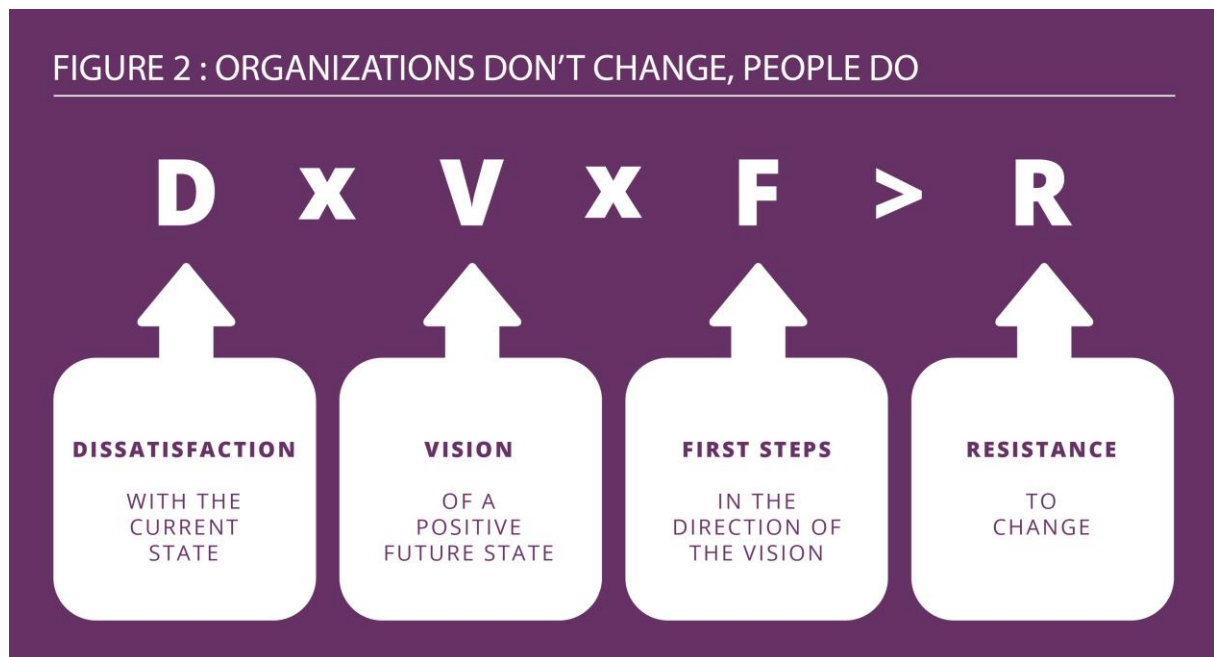 FIGURE 2 : ORGANIZATIONS DON'T CHANGE, PEOPLE DO
D x V x F > R
DISSATISFACTION
WITH THE
CURRENT
STATE
VISION
OF A
POSITIVE
FUTURE STATE
FIRST STEPS
IN THE
DIRECTION OF
THE VISION
RESISTANCE
TO
CHANGE